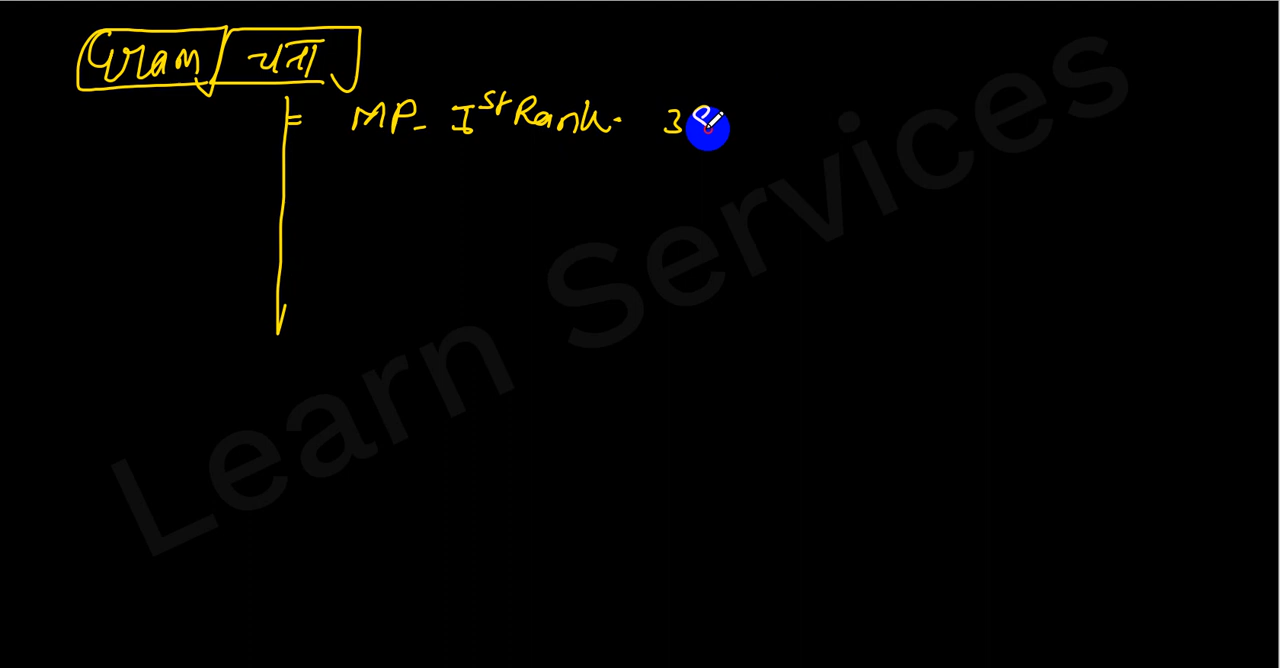 Gram चना
= MP- Ist Rank. 3
Learn Services